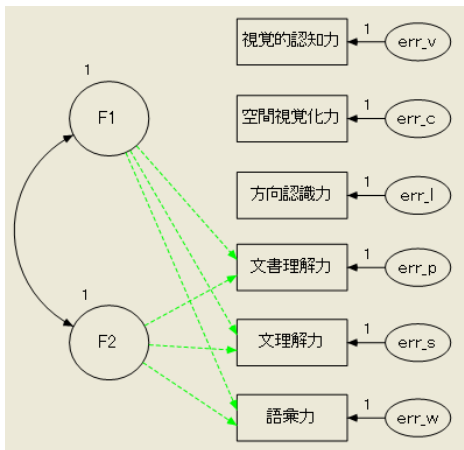 視覚的認知力
1
err_v
1
F1
空間視覚化力
1
err_c
方向認識力
1
err_l
文書理解力
1
err_p
1
F2
文理解力
1
err_s
語彙力
1
err_w